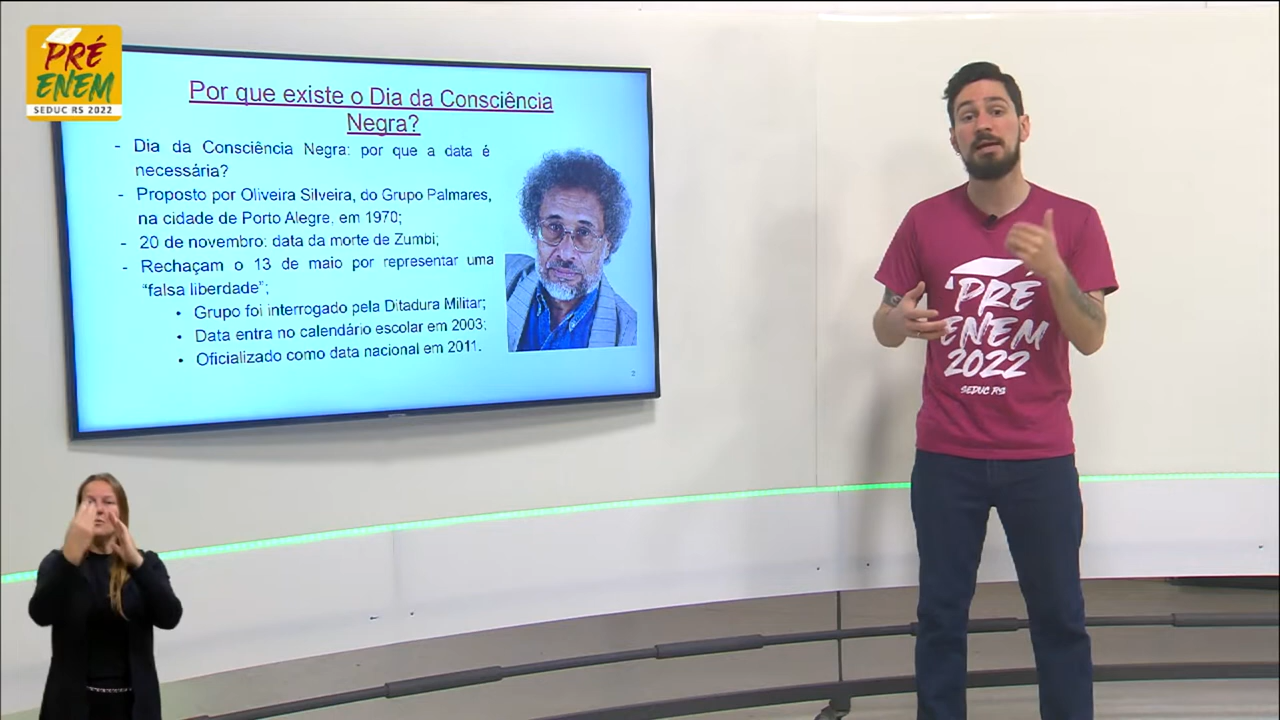 PRÉ
ENEM
SEDUC RS 2022
Por que existe o Dia da Consciência
Negra?
- Dia da Consciência Negra: por que a data é
necessária?
- Proposto por Oliveira Silveira, do Grupo Palmares,
na cidade de Porto Alegre, em 1970;
- 20 de novembro: data da morte de Zumbi;
- Rechaçam o 13 de maio por representar uma
“falsa liberdade”;
• Grupo foi interrogado pela Ditadura Militar;
• Data entra no calendário escolar em 2003;
• Oficializado como data nacional em 2011.
2
PRÉ
ENEM
2022
SEDUC RS